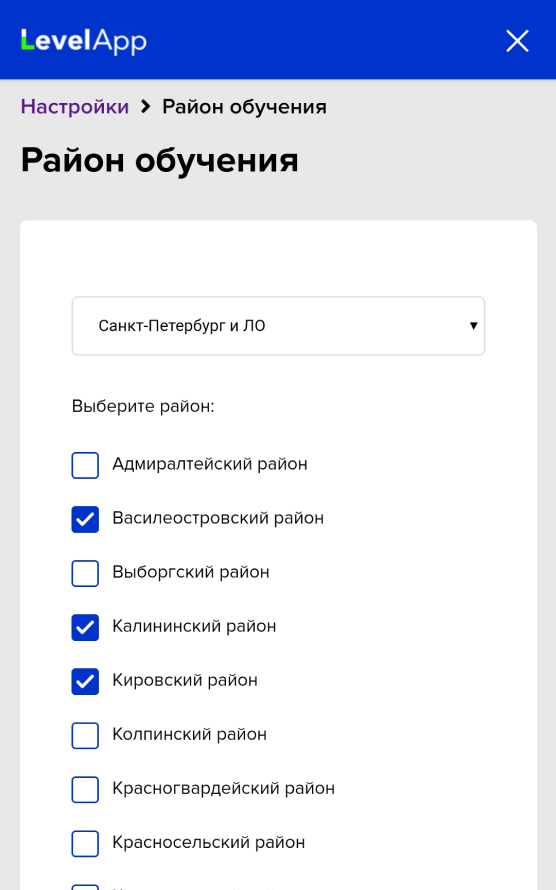 LevelApp
Настройки > Район обучения
Район обучения
Санкт-Петербург и ЛО
Выберите район:
Адмиралтейский район
Василеостровский район
Выборгский район
Калининский район
Кировский район
Колпинский район
Красногвардейский район
Красносельский район